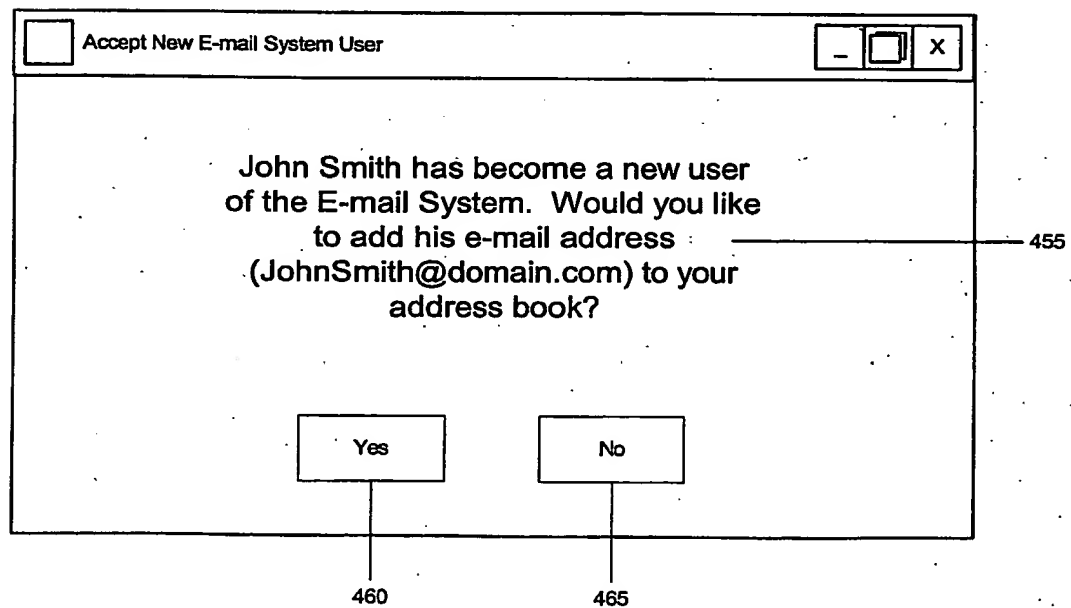 Accept New E-mail System User
_ X
John Smith has become a new user
of the E-mail System. Would you like
to add his e-mail address
455
(JohnSmith@domain.com) to your
address book?
Yes No
460 465